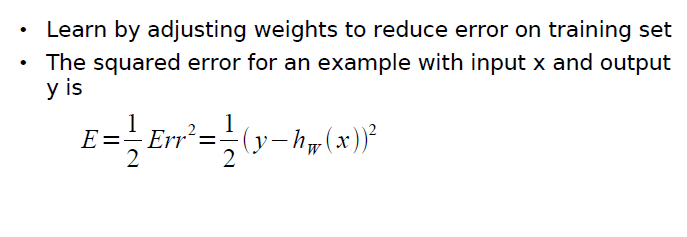 • Learn by adjusting weights to reduce error on training set
• The squared error for an example with input x and output
y is
E = 1/2 Err² = 1/2 (y − h_W(x))²